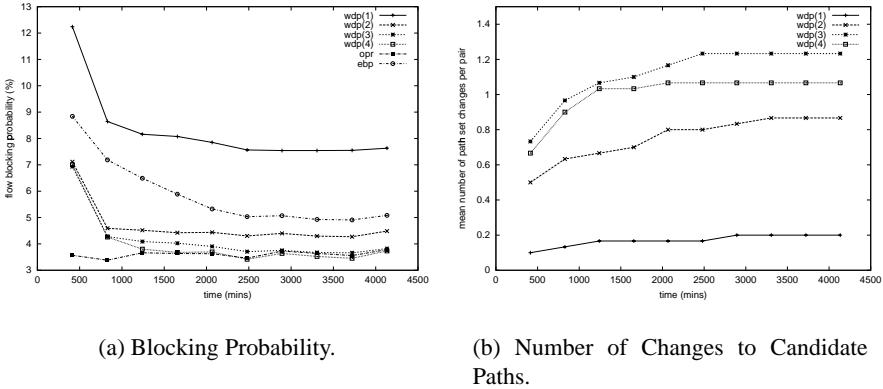 13
12
11
10
9
8
7
6
5
4
3
flow blocking probability (%)
wdp(1)
wdp(2)
wdp(3)
wdp(4)
opr
ebp
0 500 1000 1500 2000 2500 3000 3500 4000 4500
time (mins)
(a) Blocking Probability.
1.4
1.2
1
0.8
0.6
0.4
0.2
0
mean number of path set changes per pair
wdp(1)
wdp(2)
wdp(3)
wdp(4)
0 500 1000 1500 2000 2500 3000 3500 4000 4500
time (mins)
(b) Number of Changes to Candidate
Paths.